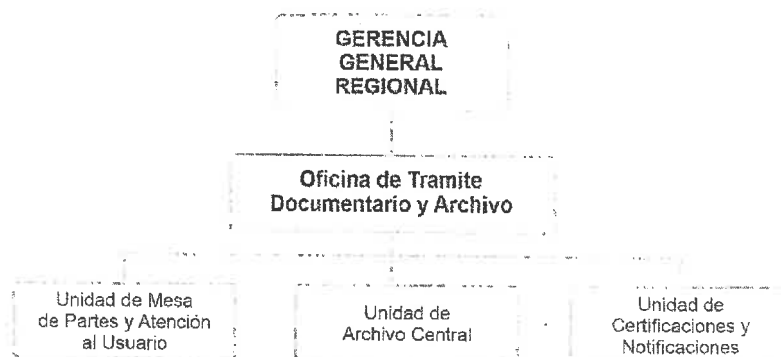 GERENCIA
GENERAL
REGIONAL
Oficina de Tramite
Documentario y Archivo
Unidad de Mesa
de Partes y Atención
al Usuario
Unidad de
Archivo Central
Unidad de
Certificaciones y
Notificaciones